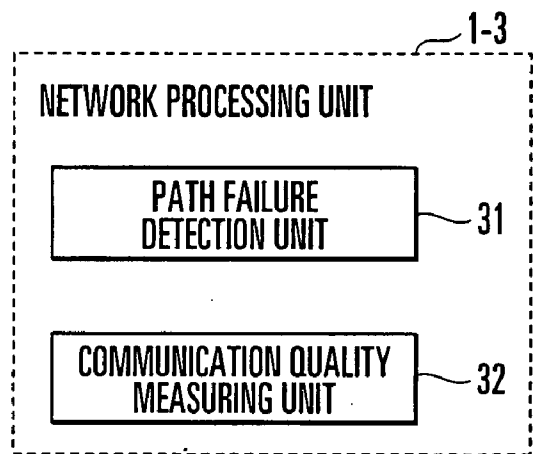 1-3
NETWORK PROCESSING UNIT
PATH FAILURE
DETECTION UNIT
31
COMMUNICATION QUALITY
MEASURING UNIT
32